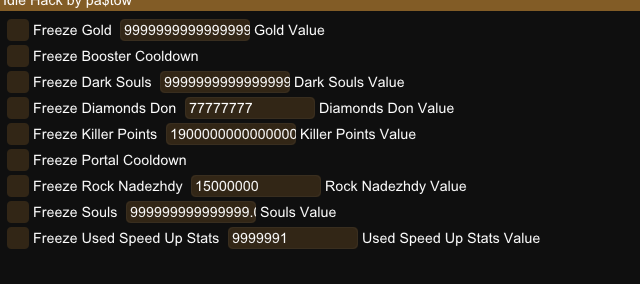 Idle Hack by pa$tow
Freeze Gold 9999999999999999 Gold Value
Freeze Booster Cooldown
Freeze Dark Souls 9999999999999999 Dark Souls Value
Freeze Diamonds Don 77777777 Diamonds Don Value
Freeze Killer Points 1900000000000000 Killer Points Value
Freeze Portal Cooldown
Freeze Rock Nadezhdy 15000000 Rock Nadezhdy Value
Freeze Souls 999999999999999.0 Souls Value
Freeze Used Speed Up Stats 9999991 Used Speed Up Stats Value